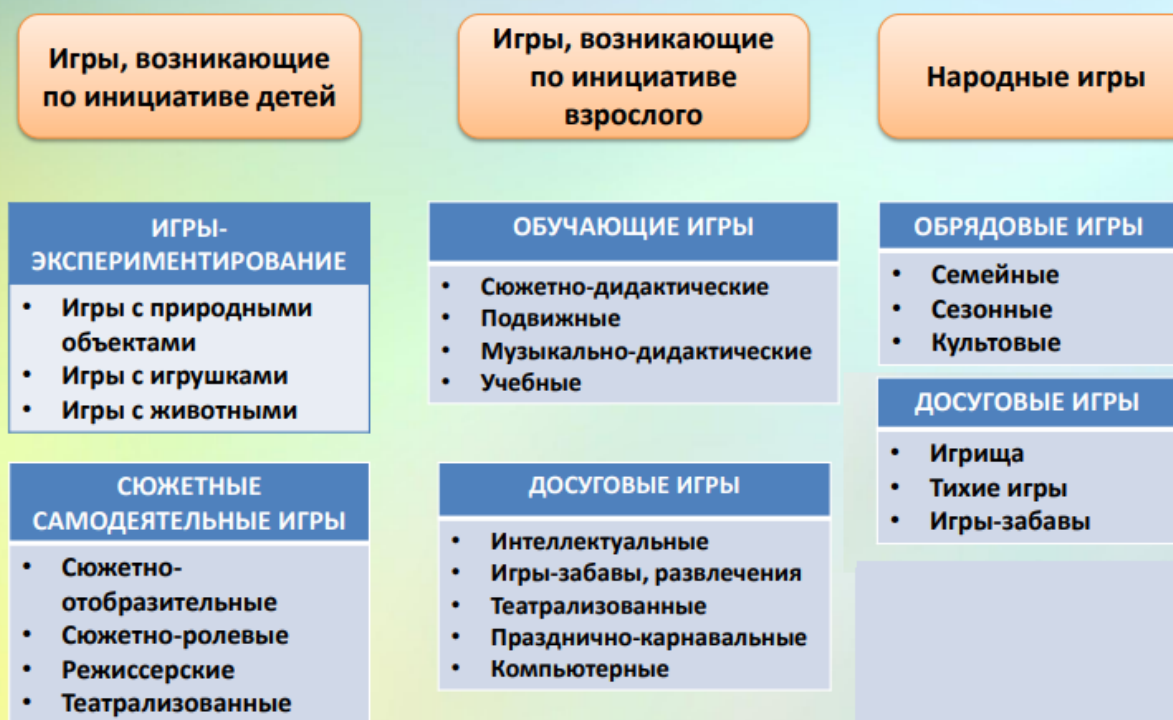 Игры, возникающие
по инициативе детей
Игры, возникающие
по инициативе
взрослого
Народные игры
ИГРЫ-
ЭКСПЕРИМЕНТИРОВАНИЕ
• Игры с природными
объектами
• Игры с игрушками
• Игры с животными
СЮЖЕТНЫЕ
САМОДЕЯТЕЛЬНЫЕ ИГРЫ
• Сюжетно-
отобразительные
• Сюжетно-ролевые
• Режиссерские
• Театрализованные
ОБУЧАЮЩИЕ ИГРЫ
• Сюжетно-дидактические
• Подвижные
• Музыкально-дидактические
• Учебные
ДОСУГОВЫЕ ИГРЫ
• Интеллектуальные
• Игры-забавы, развлечения
• Театрализованные
• Празднично-карнавальные
• Компьютерные
ОБРЯДОВЫЕ ИГРЫ
• Семейные
• Сезонные
• Культовые
ДОСУГОВЫЕ ИГРЫ
• Игрища
• Тихие игры
• Игры-забавы